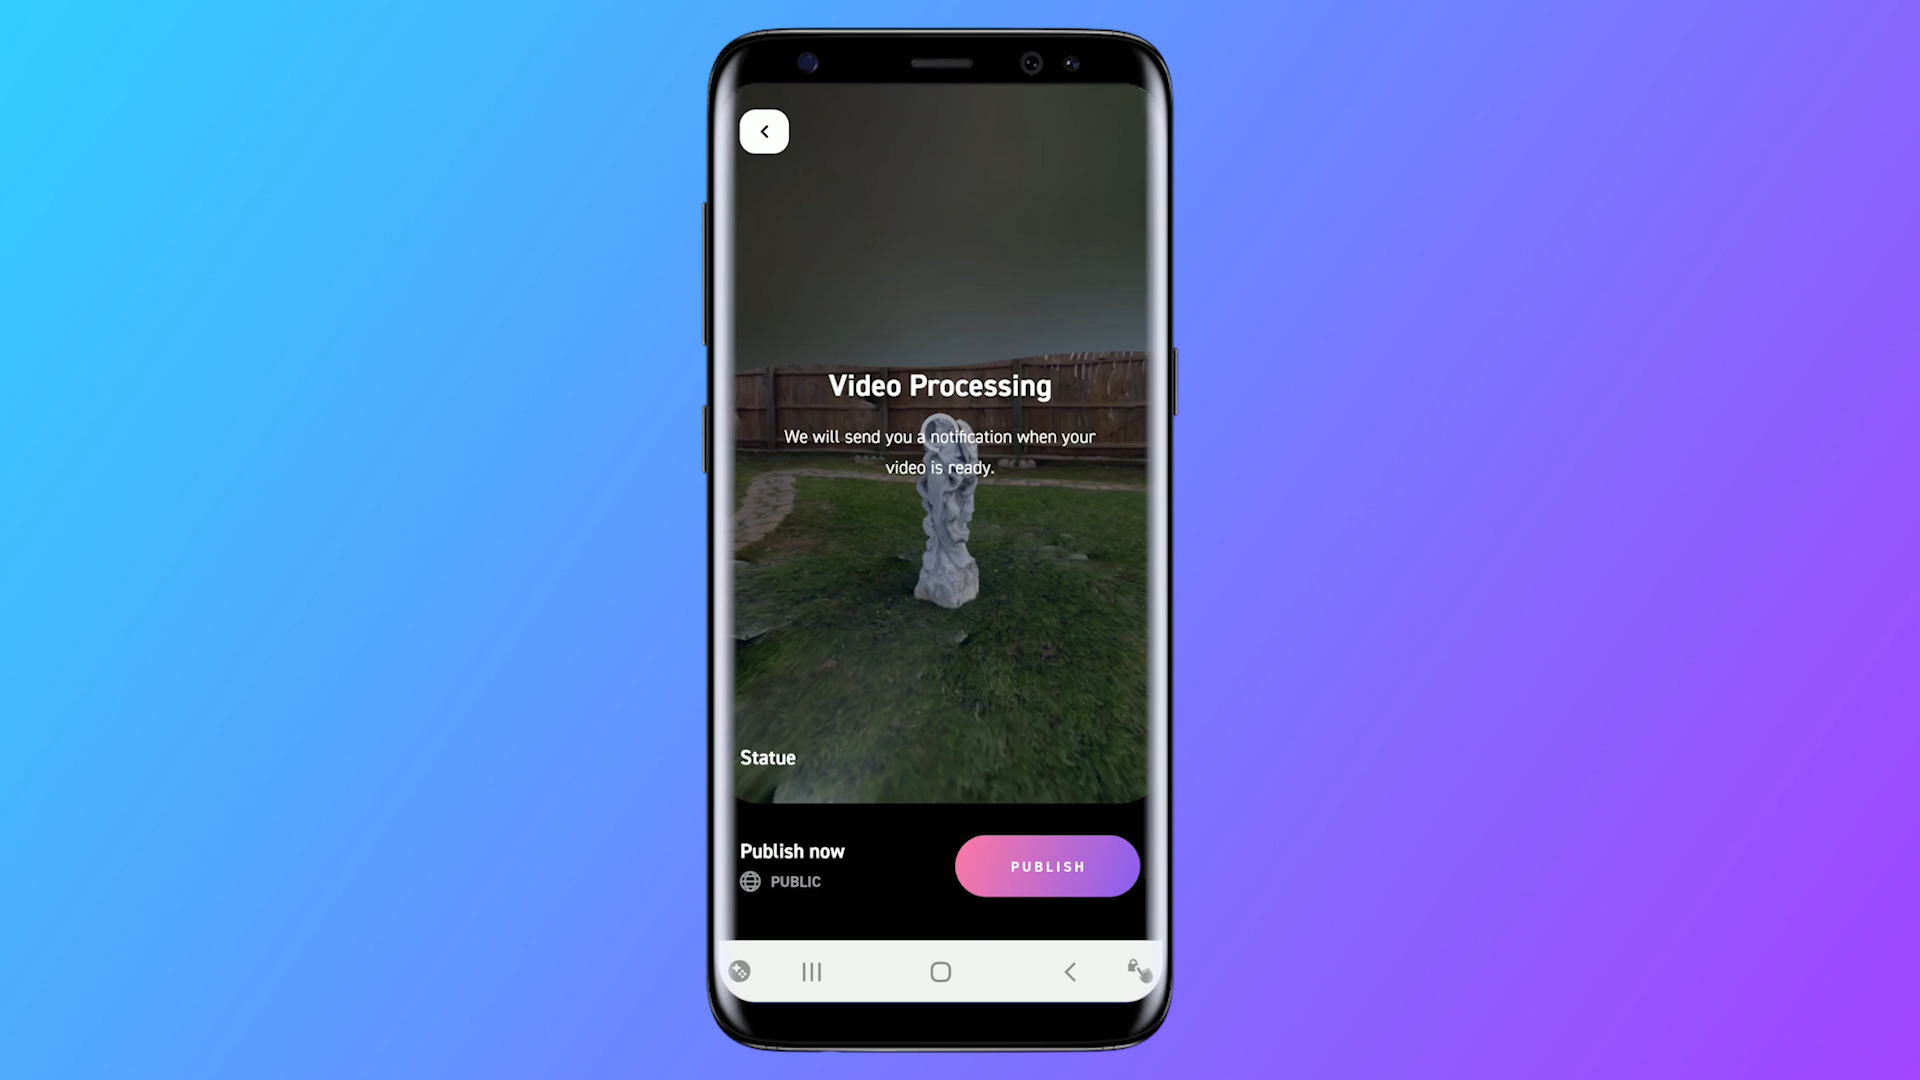 Video Processing
We will send you a notification when your
video is ready.
Statue
Publish now
PUBLIC
PUBLISH